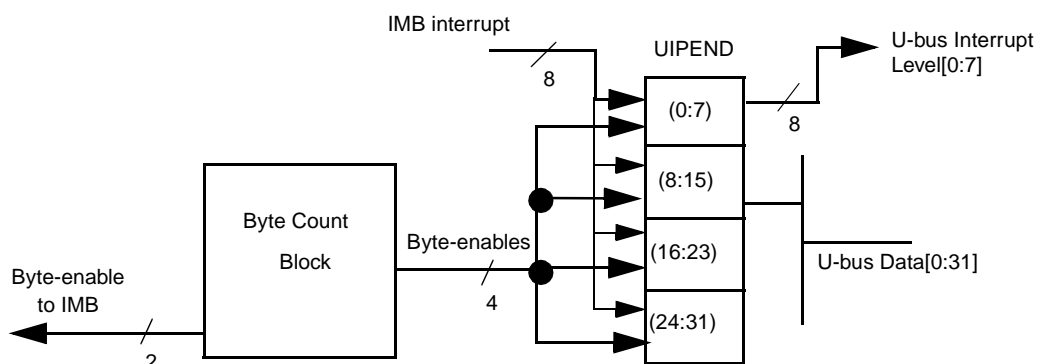 IMB interrupt
UIPEND
U-bus Interrupt
Level[0:7]
8
(0:7)
8
(8:15)
Byte Count
Block
Byte-enables
(16:23)
U-bus Data[0:31]
Byte-enable
to IMB
4
(24:31)
2